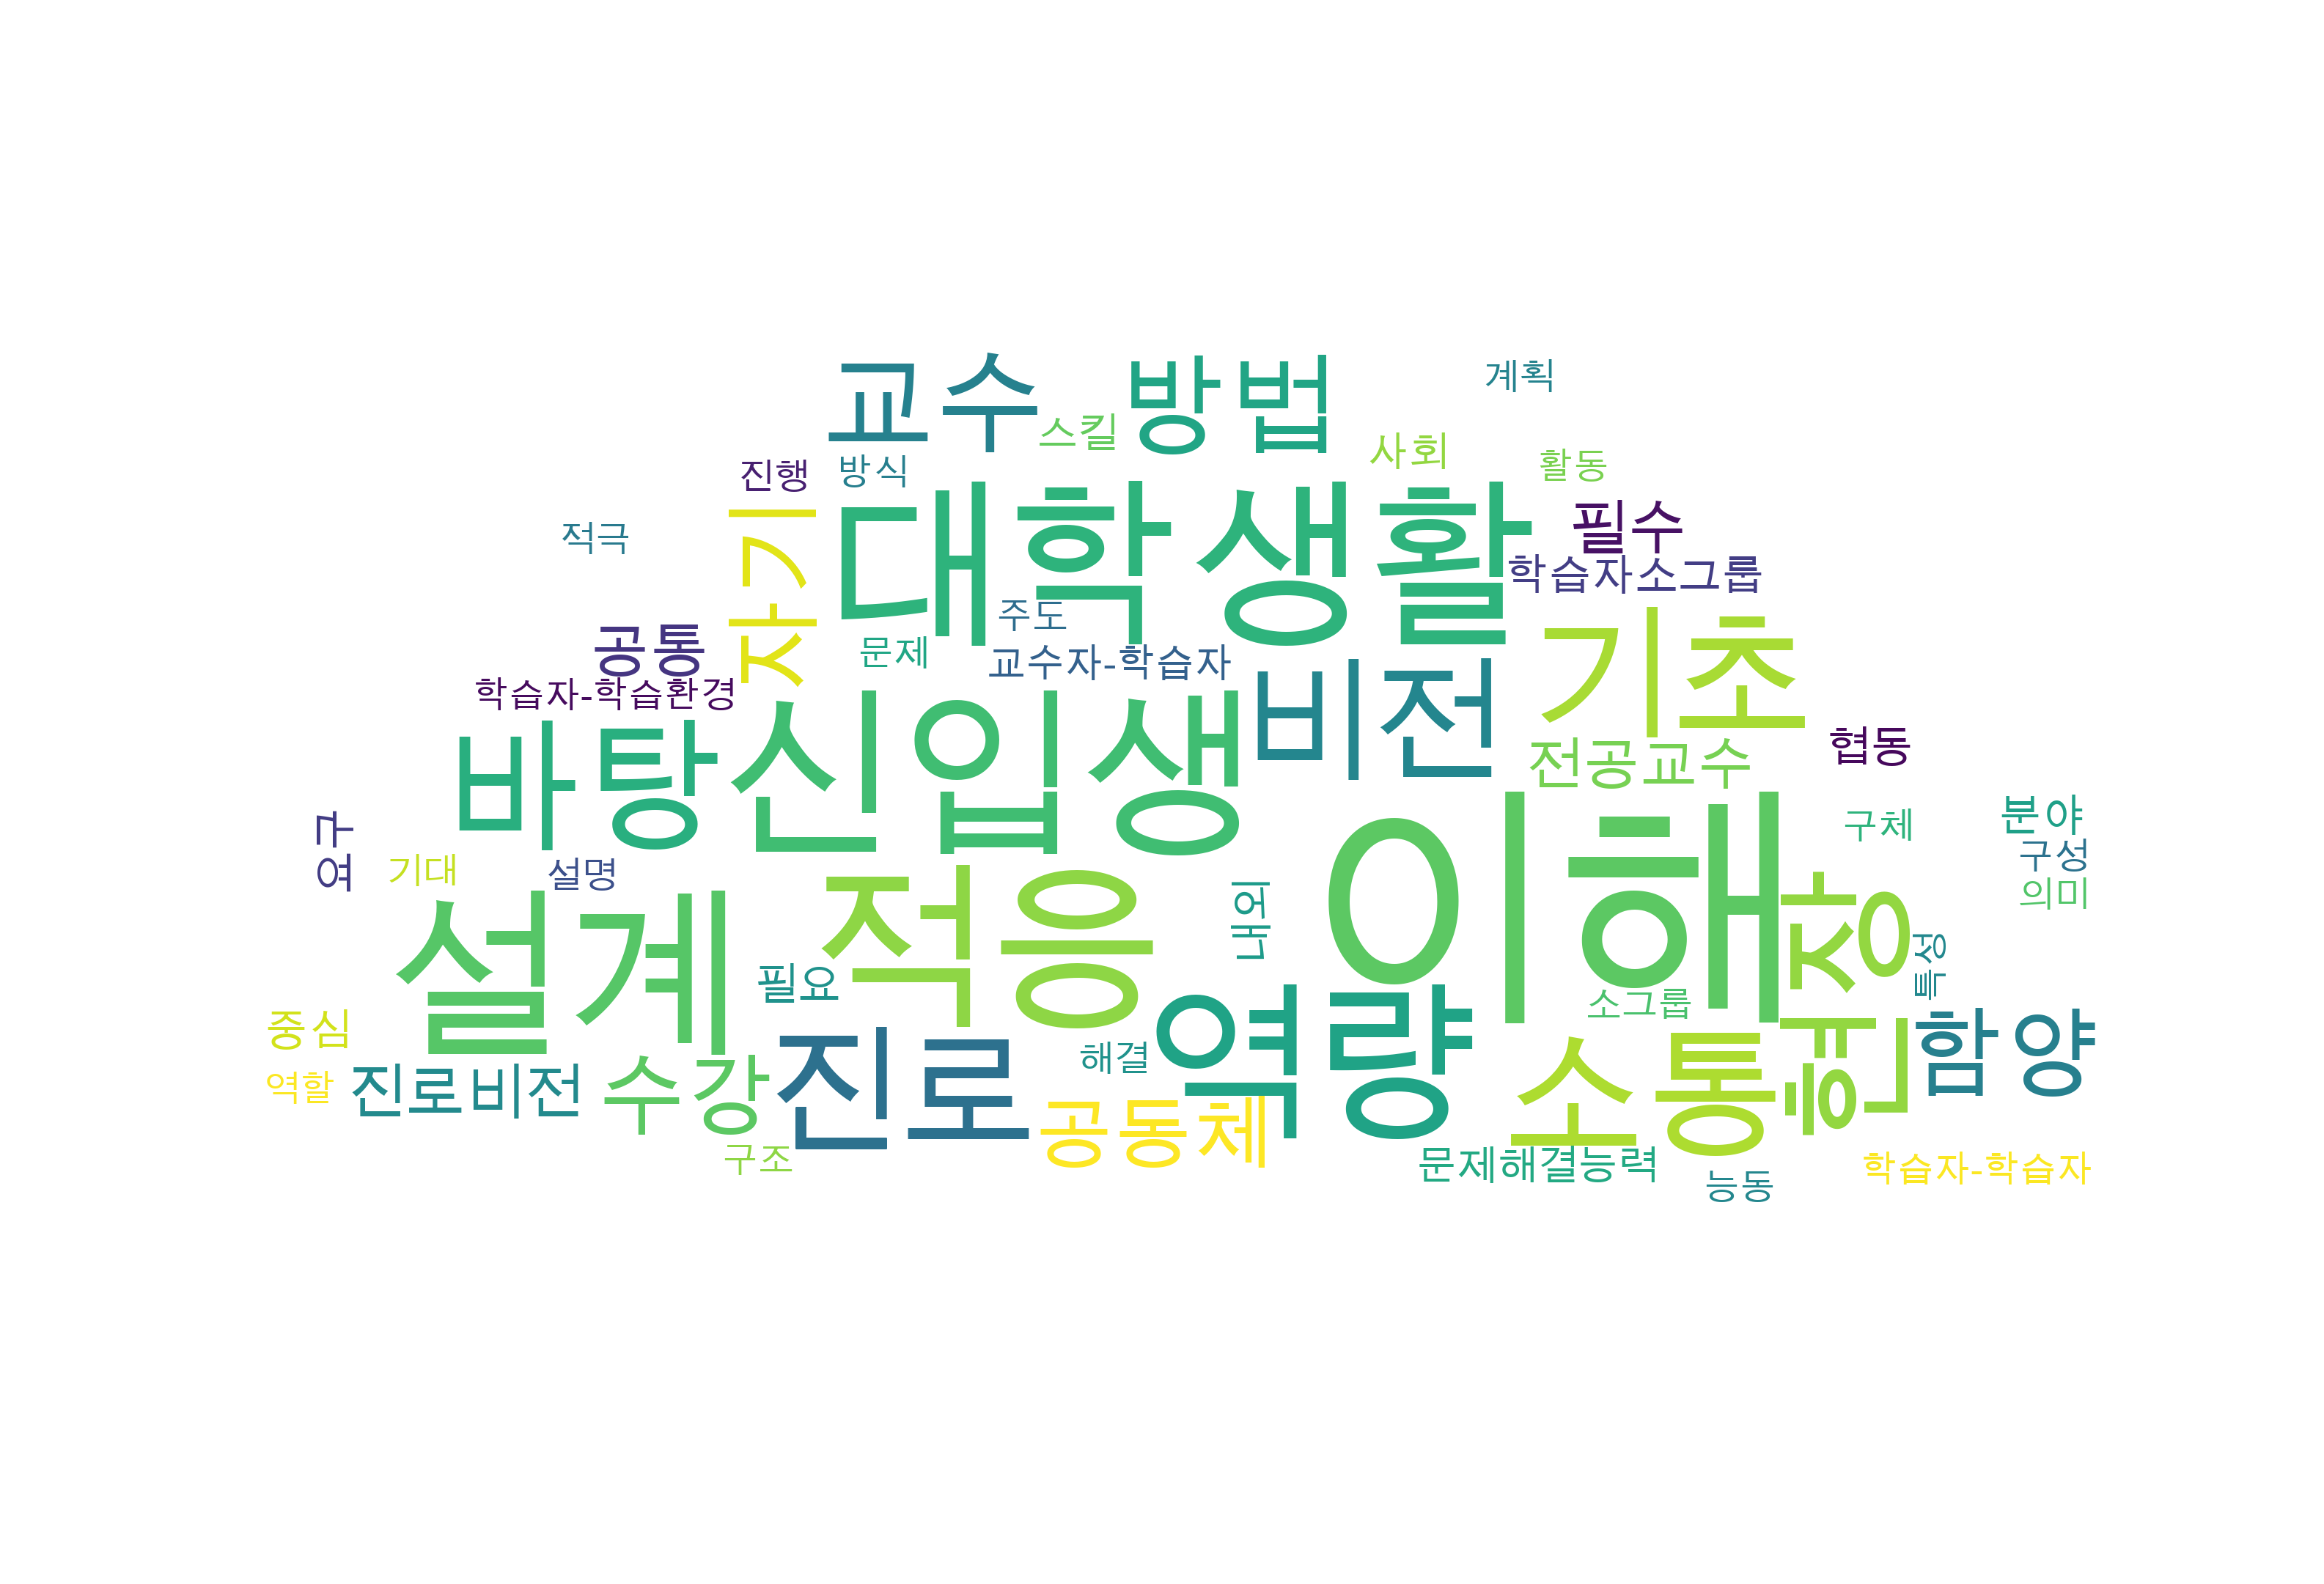 교수
방법
계획
스킬
사회
진행
방식
활동
적극
자기
대학생활
필수
학습자소그룹
주도
공통
문제
교수자-학습자
기초
학습자-학습환경
비전
바탕
신입생
전공교수
협동
이해
요구
기대
설명
구체
분야
구성
의미
설계
적응
현장
특성
필요
소그룹
중심
역할
진로비전
수강
진로
해결
역량
소통
함양
공동체
구조
문제해결능력
능동
학습자-학습자